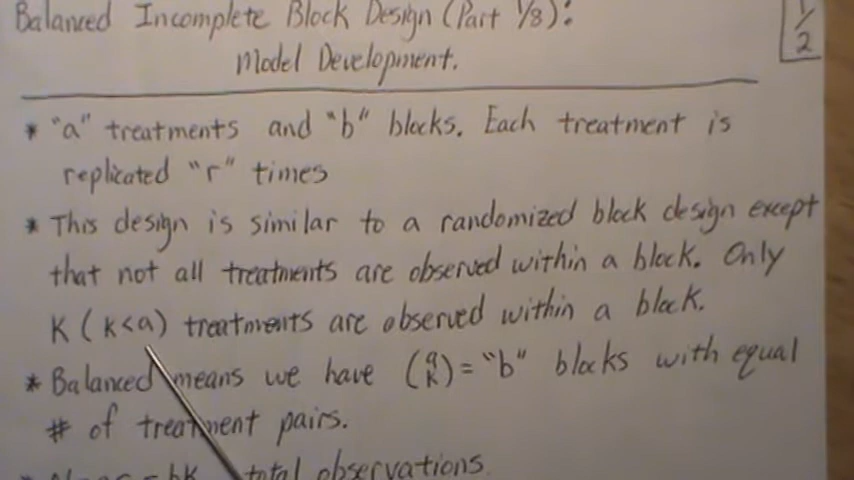 Balanced Incomplete Block Design (Part 1/8):
Model Development.
1/2
* "a" treatments and "b" blocks. Each treatment is
replicated "r" times
* This design is similar to a randomized block design except
that not all treatments are observed within a block. Only
K (K<a) treatments are observed within a block.
* Balanced means we have (a K) = "b" blocks with equal
# of treatment pairs.
total observations.